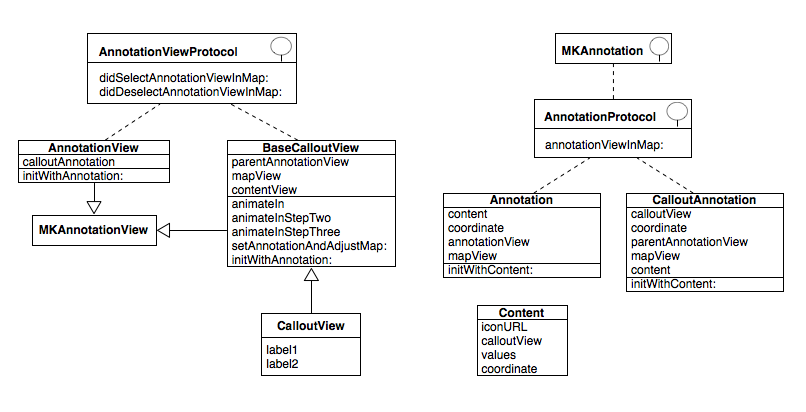 AnnotationViewProtocol
didSelectAnnotationViewInMap:
didDeselectAnnotationViewInMap:
AnnotationView
calloutAnnotation
initWithAnnotation:
BaseCalloutView
parentAnnotationView
mapView
contentView
animateIn
animateInStepTwo
animateInStepThree
setAnnotationAndAdjustMap:
initWithAnnotation:
MKAnnotationView
CalloutView
label1
label2
MKAnnotation
AnnotationProtocol
annotationViewInMap:
Annotation
content
coordinate
annotationView
mapView
initWithContent:
CalloutAnnotation
calloutView
coordinate
parentAnnotationView
mapView
content
initWithContent:
Content
iconURL
calloutView
values
coordinate